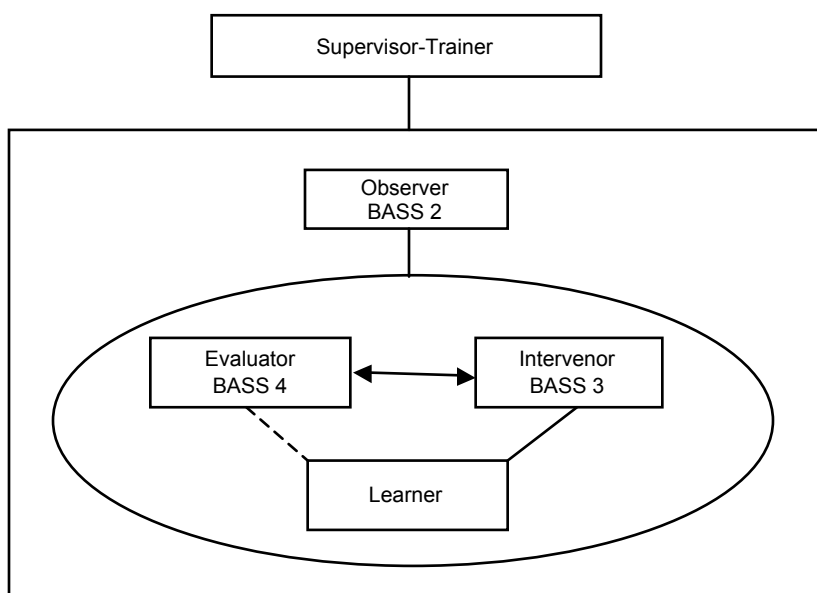 Supervisor-Trainer
Observer
BASS 2
Evaluator
BASS 4
Intervenor
BASS 3
Learner